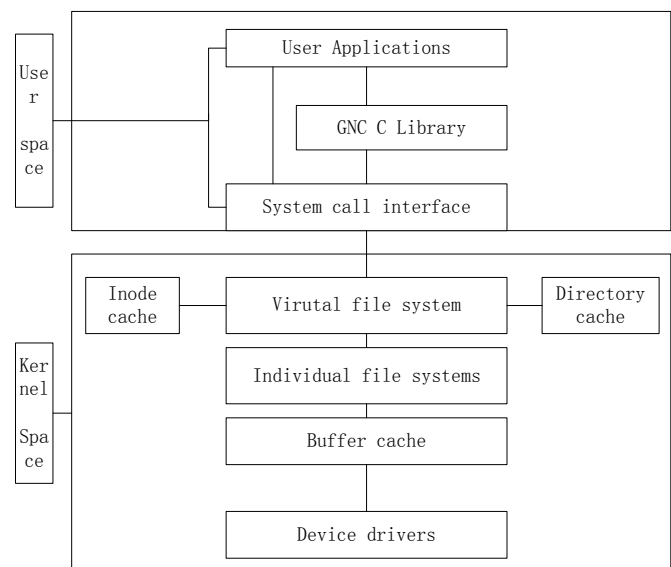 User Applications
Use
r
spa
ce
GNC C Library
System call interface
Inode
cache
Virutal file system
Directory
cache
Ker
nel
Spa
ce
Individual file systems
Buffer cache
Device drivers